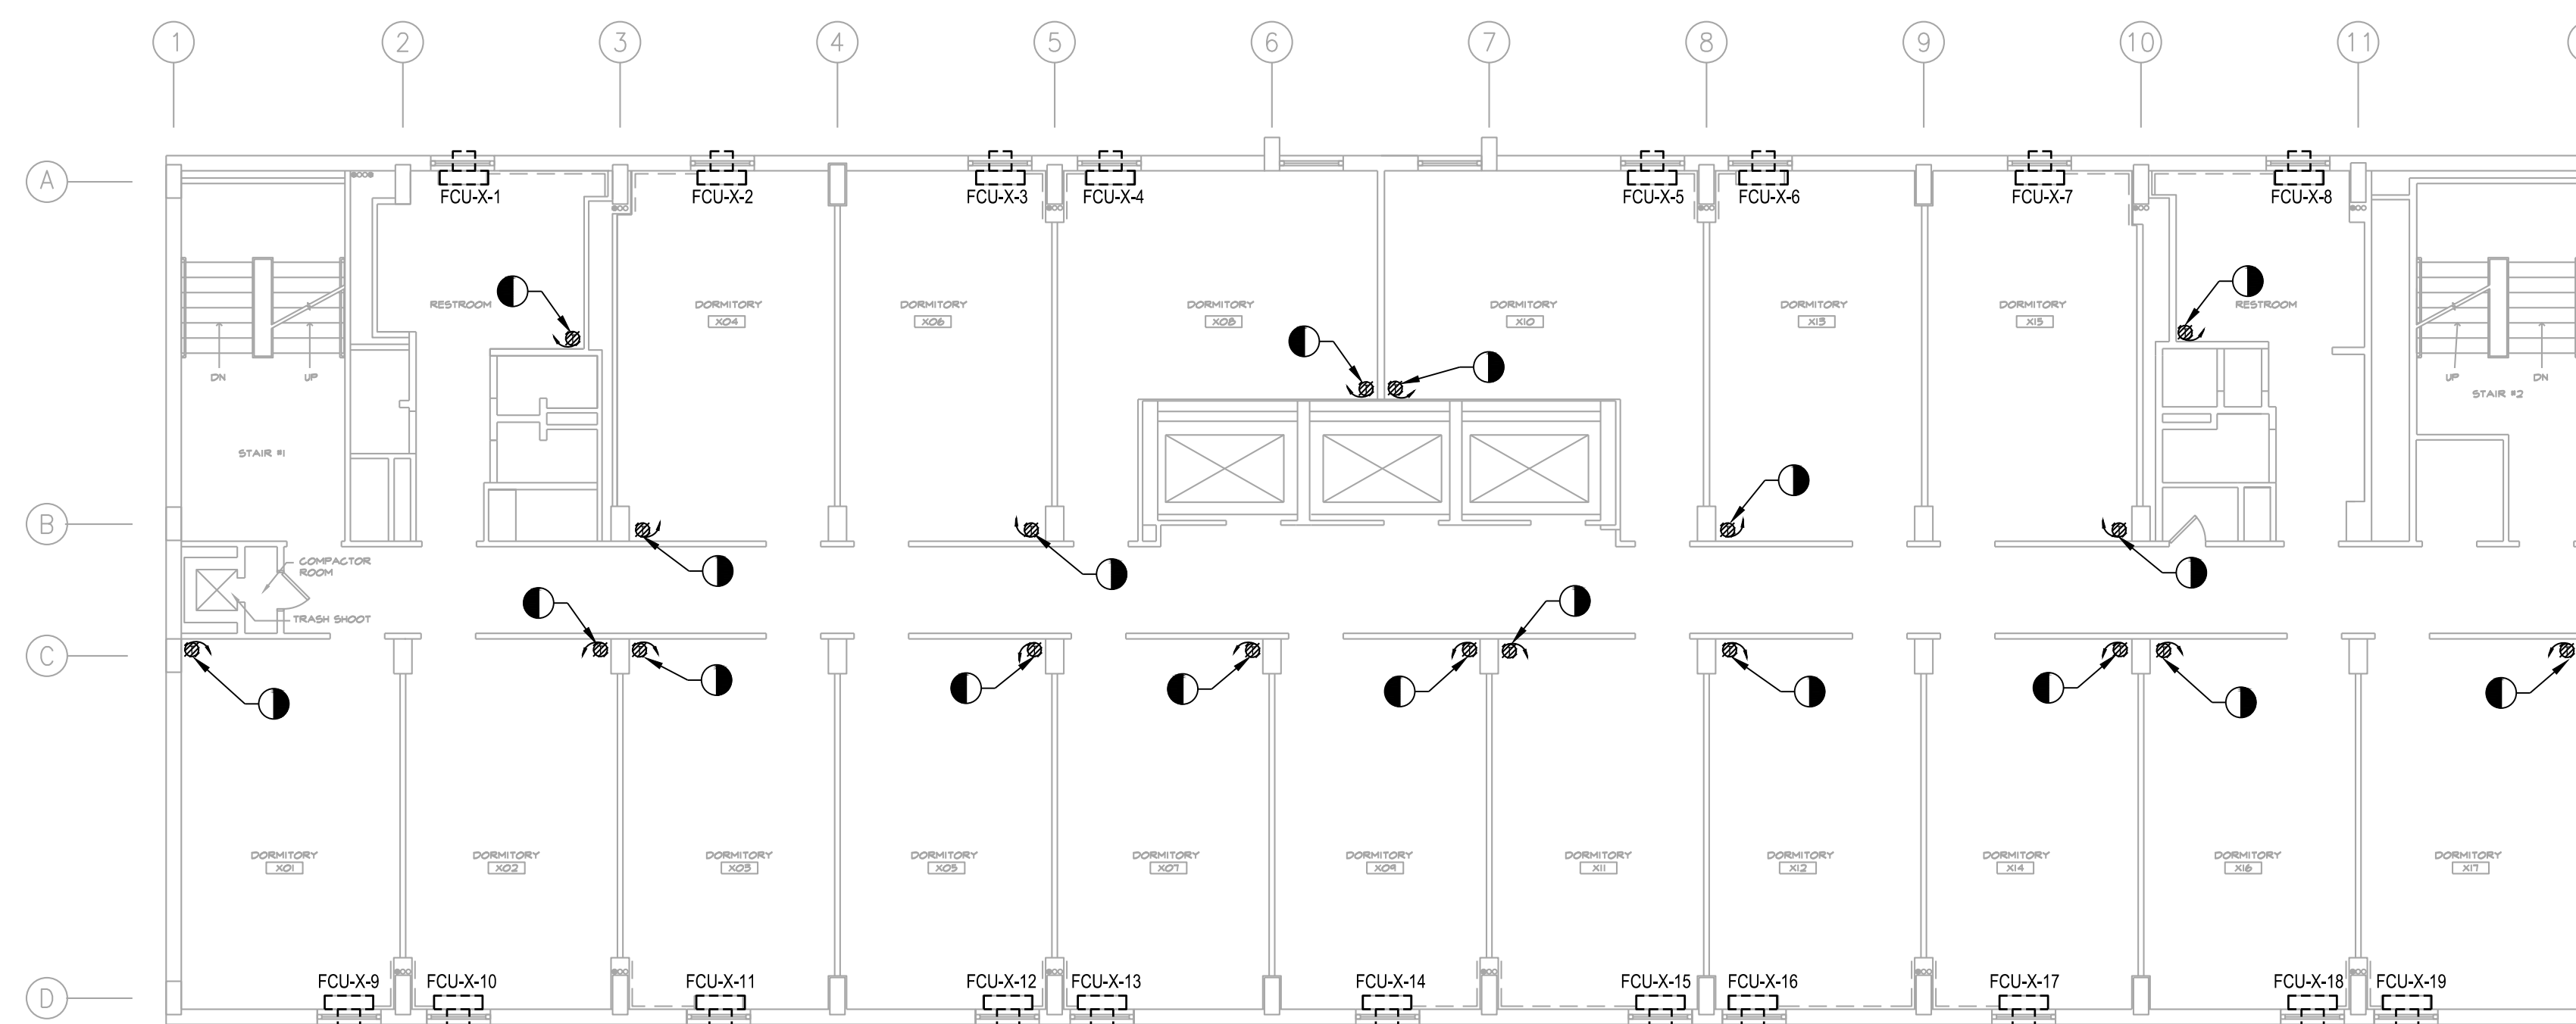 1 2 3 4 5 6 7 8 9 10 11
A
FCU-X-1 FCU-X-2 FCU-X-3 FCU-X-4 FCU-X-5 FCU-X-6 FCU-X-7 FCU-X-8
RESTROOM DORMITORY DORMITORY DORMITORY DORMITORY DORMITORY DORMITORY RESTROOM
X04 X06 X08 X10 X13 X15
DN UP UP DN
STAIR #2
STAIR #1
B
COMPACTOR
ROOM
TRASH SHOOT
C
DORMITORY DORMITORY DORMITORY DORMITORY DORMITORY DORMITORY DORMITORY DORMITORY DORMITORY DORMITORY DORMITORY
X01 X02 X03 X05 X07 X09 X11 X12 X14 X16 X17
FCU-X-9 FCU-X-10 FCU-X-11 FCU-X-12 FCU-X-13 FCU-X-14 FCU-X-15 FCU-X-16 FCU-X-17 FCU-X-18 FCU-X-19
D